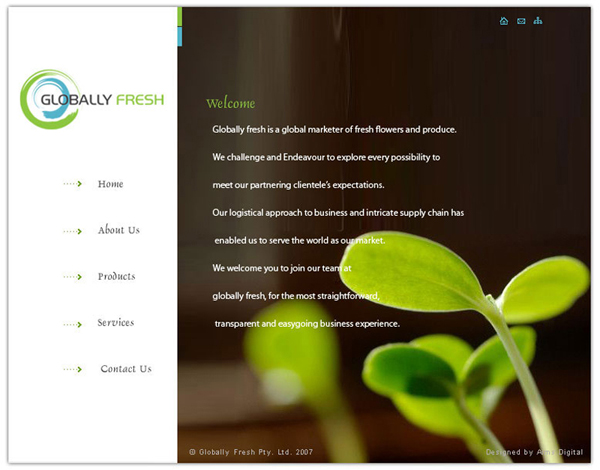 GLOBALLY FRESH
Home
About Us
Products
Services
Contact Us
Welcome
Globally fresh is a global marketer of fresh flowers and produce.
We challenge and Endeavour to explore every possibility to
meet our partnering clientele's expectations.
Our logistical approach to business and intricate supply chain has
enabled us to serve the world as our market.
We welcome you to join our team at
globally fresh, for the most straightforward,
transparent and easygoing business experience.
© Globally Fresh Pty. Ltd. 2007
Designed by Digital